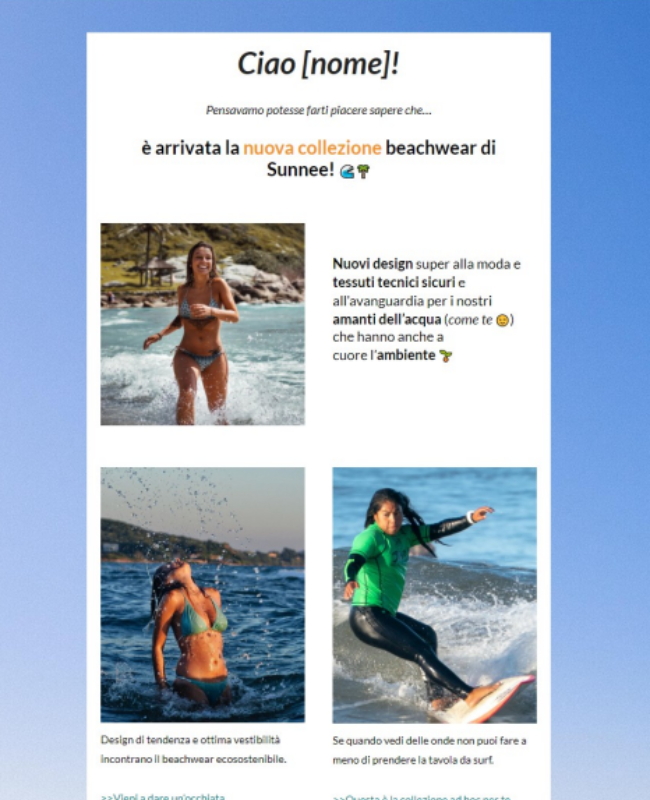 Ciao [nome]!
Pensavamo potesse farti piacere sapere che...
è arrivata la nuova collezione beachwear di
Sunnee! 🌊🌴
Nuovi design super alla moda e
tessuti tecnici sicuri e
all'avanguardia per i nostri
amanti dell'acqua (come te 😉)
che hanno anche a
cuore l'ambiente 🌱
Design di tendenza e ottima vestibilità
incontrano il beachwear ecosostenibile.
>>Vieni a dare un'occhiata
Se quando vedi delle onde non puoi fare a
meno di prendere la tavola da surf.
>>Questa è la collezione ad hoc per te